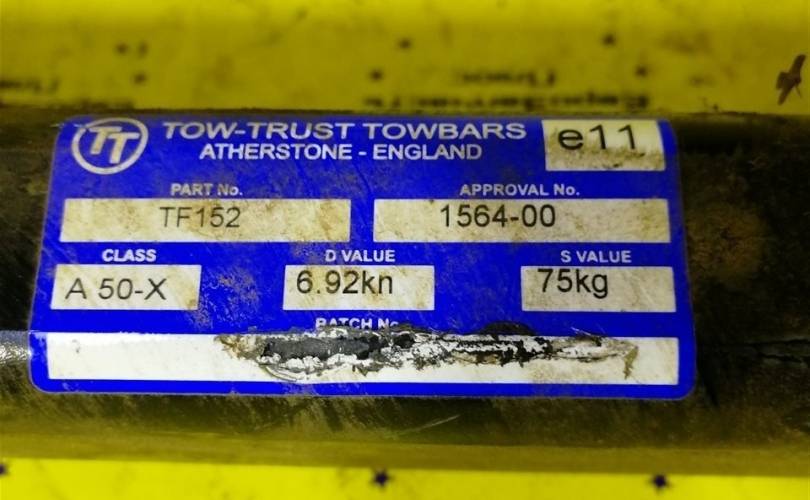 TT
TOW-TRUST TOWBARS
e11
ATHERSTONE - ENGLAND
PART No.
APPROVAL No.
TF152
1564-00
CLASS
D VALUE
S VALUE
A 50-X
6.92kn
75kg
BATCH No